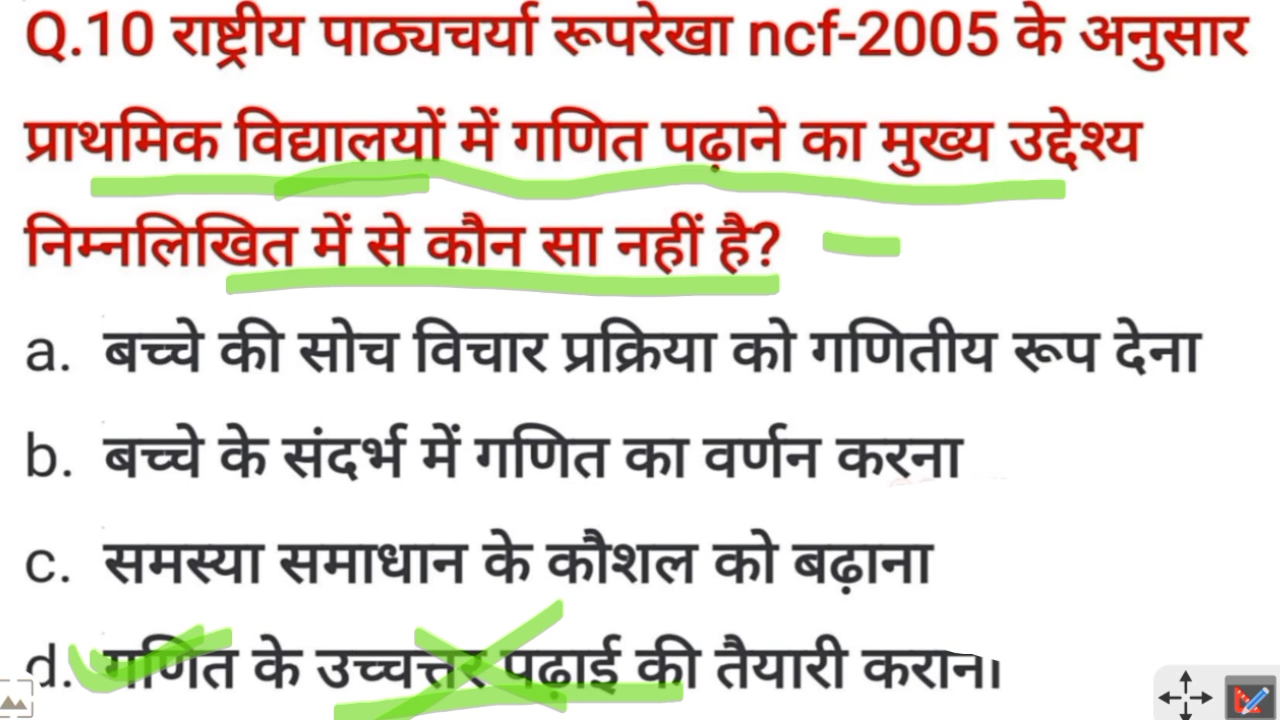 Q.10 राष्ट्रीय पाठ्यचर्या रूपरेखा ncf-2005 के अनुसार
प्राथमिक विद्यालयों में गणित पढ़ाने का मुख्य उद्देश्य
निम्नलिखित में से कौन सा नहीं है?
a. बच्चे की सोच विचार प्रक्रिया को गणितीय रूप देना
b. बच्चे के संदर्भ में गणित का वर्णन करना
c. समस्या समाधान के कौशल को बढ़ाना
d. गणित के उच्चत्तर पढ़ाई की तैयारी कराना